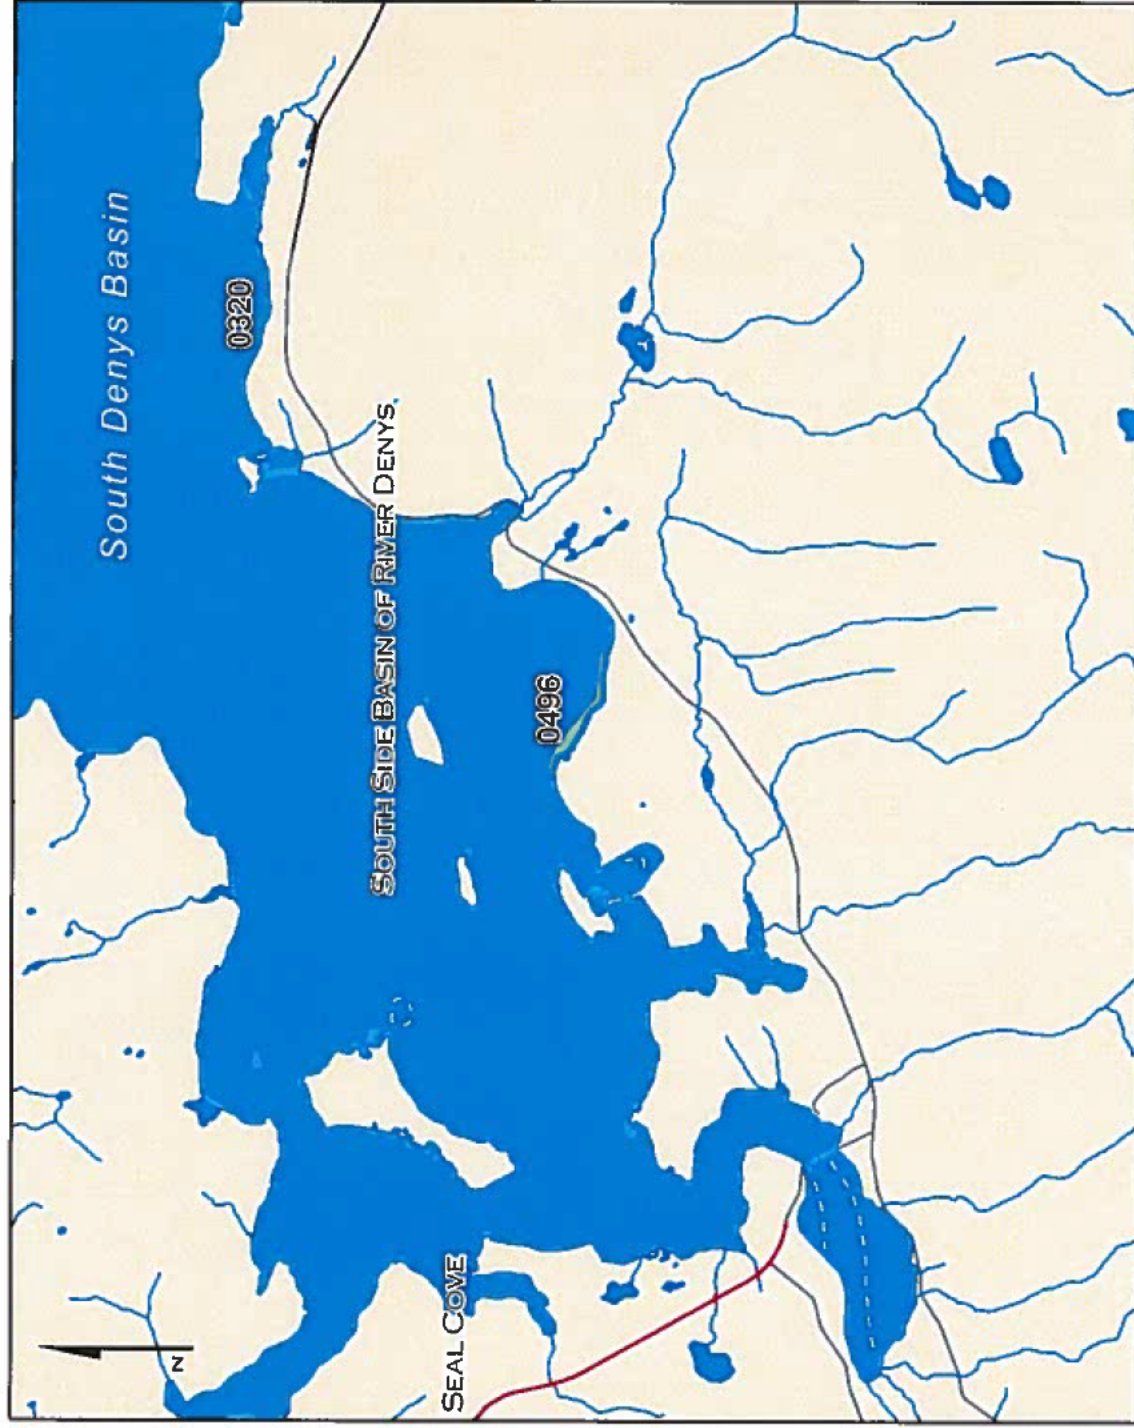 South Denys Basin
0320
SOUTH SIDE BASIN OF RIVER DENYS
0496
SEAL COVE
N